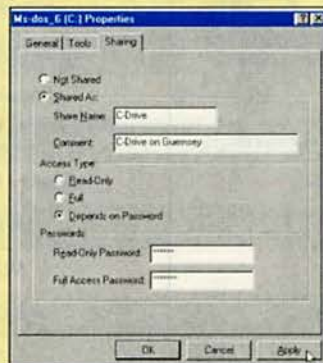 Ms-dos_6 (C:) Properties
General Tools Sharing
Not Shared
Shared As:
Share Name: C-Drive
Comment: C-Drive on Guernsey
Access Type:
Read-Only
Full
Depends on Password
Passwords:
Read-Only Password: ******
Full Access Password: *******
OK Cancel Apply